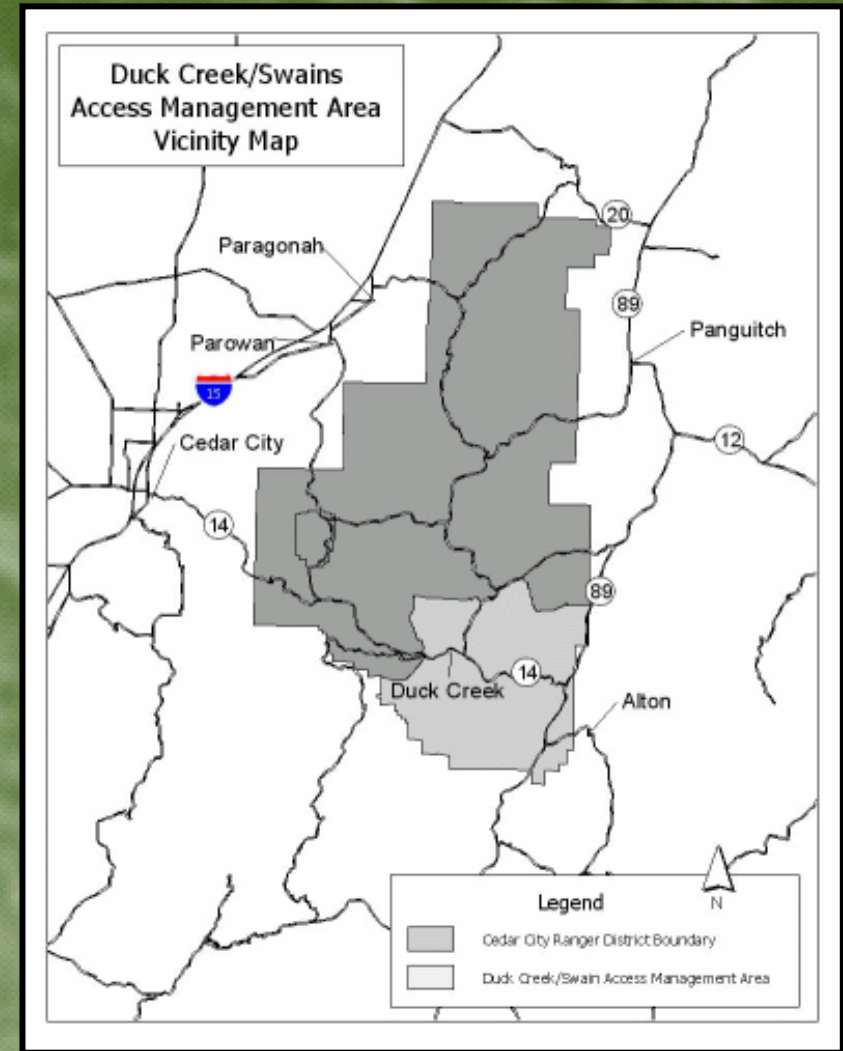 Duck Creek/Swains
Access Management Area
Vicinity Map
20
Paragonah
89
Panguitch
Parowan
15
12
Cedar City
14
89
14
Duck Creek
Alton
N
Legend
Cedar City Ranger District Boundary
Duck Creek/Swain Access Management Area